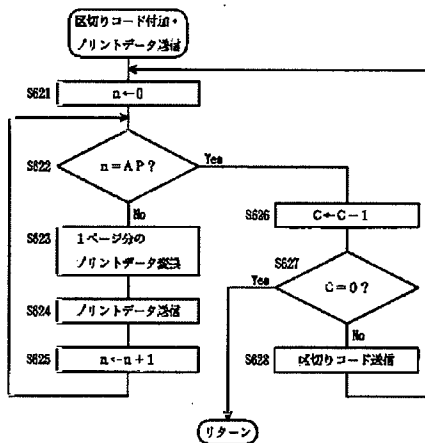 区切りコード付加・
プリントデータ送信
S621
n←0
S622
n=AP?
Yes
No
S623
1ページ分の
プリントデータ変換
S624
プリントデータ送信
S625
n←n+1
S626
C←C-1
S627
Yes
C=0?
No
S628
区切りコード送信
リターン